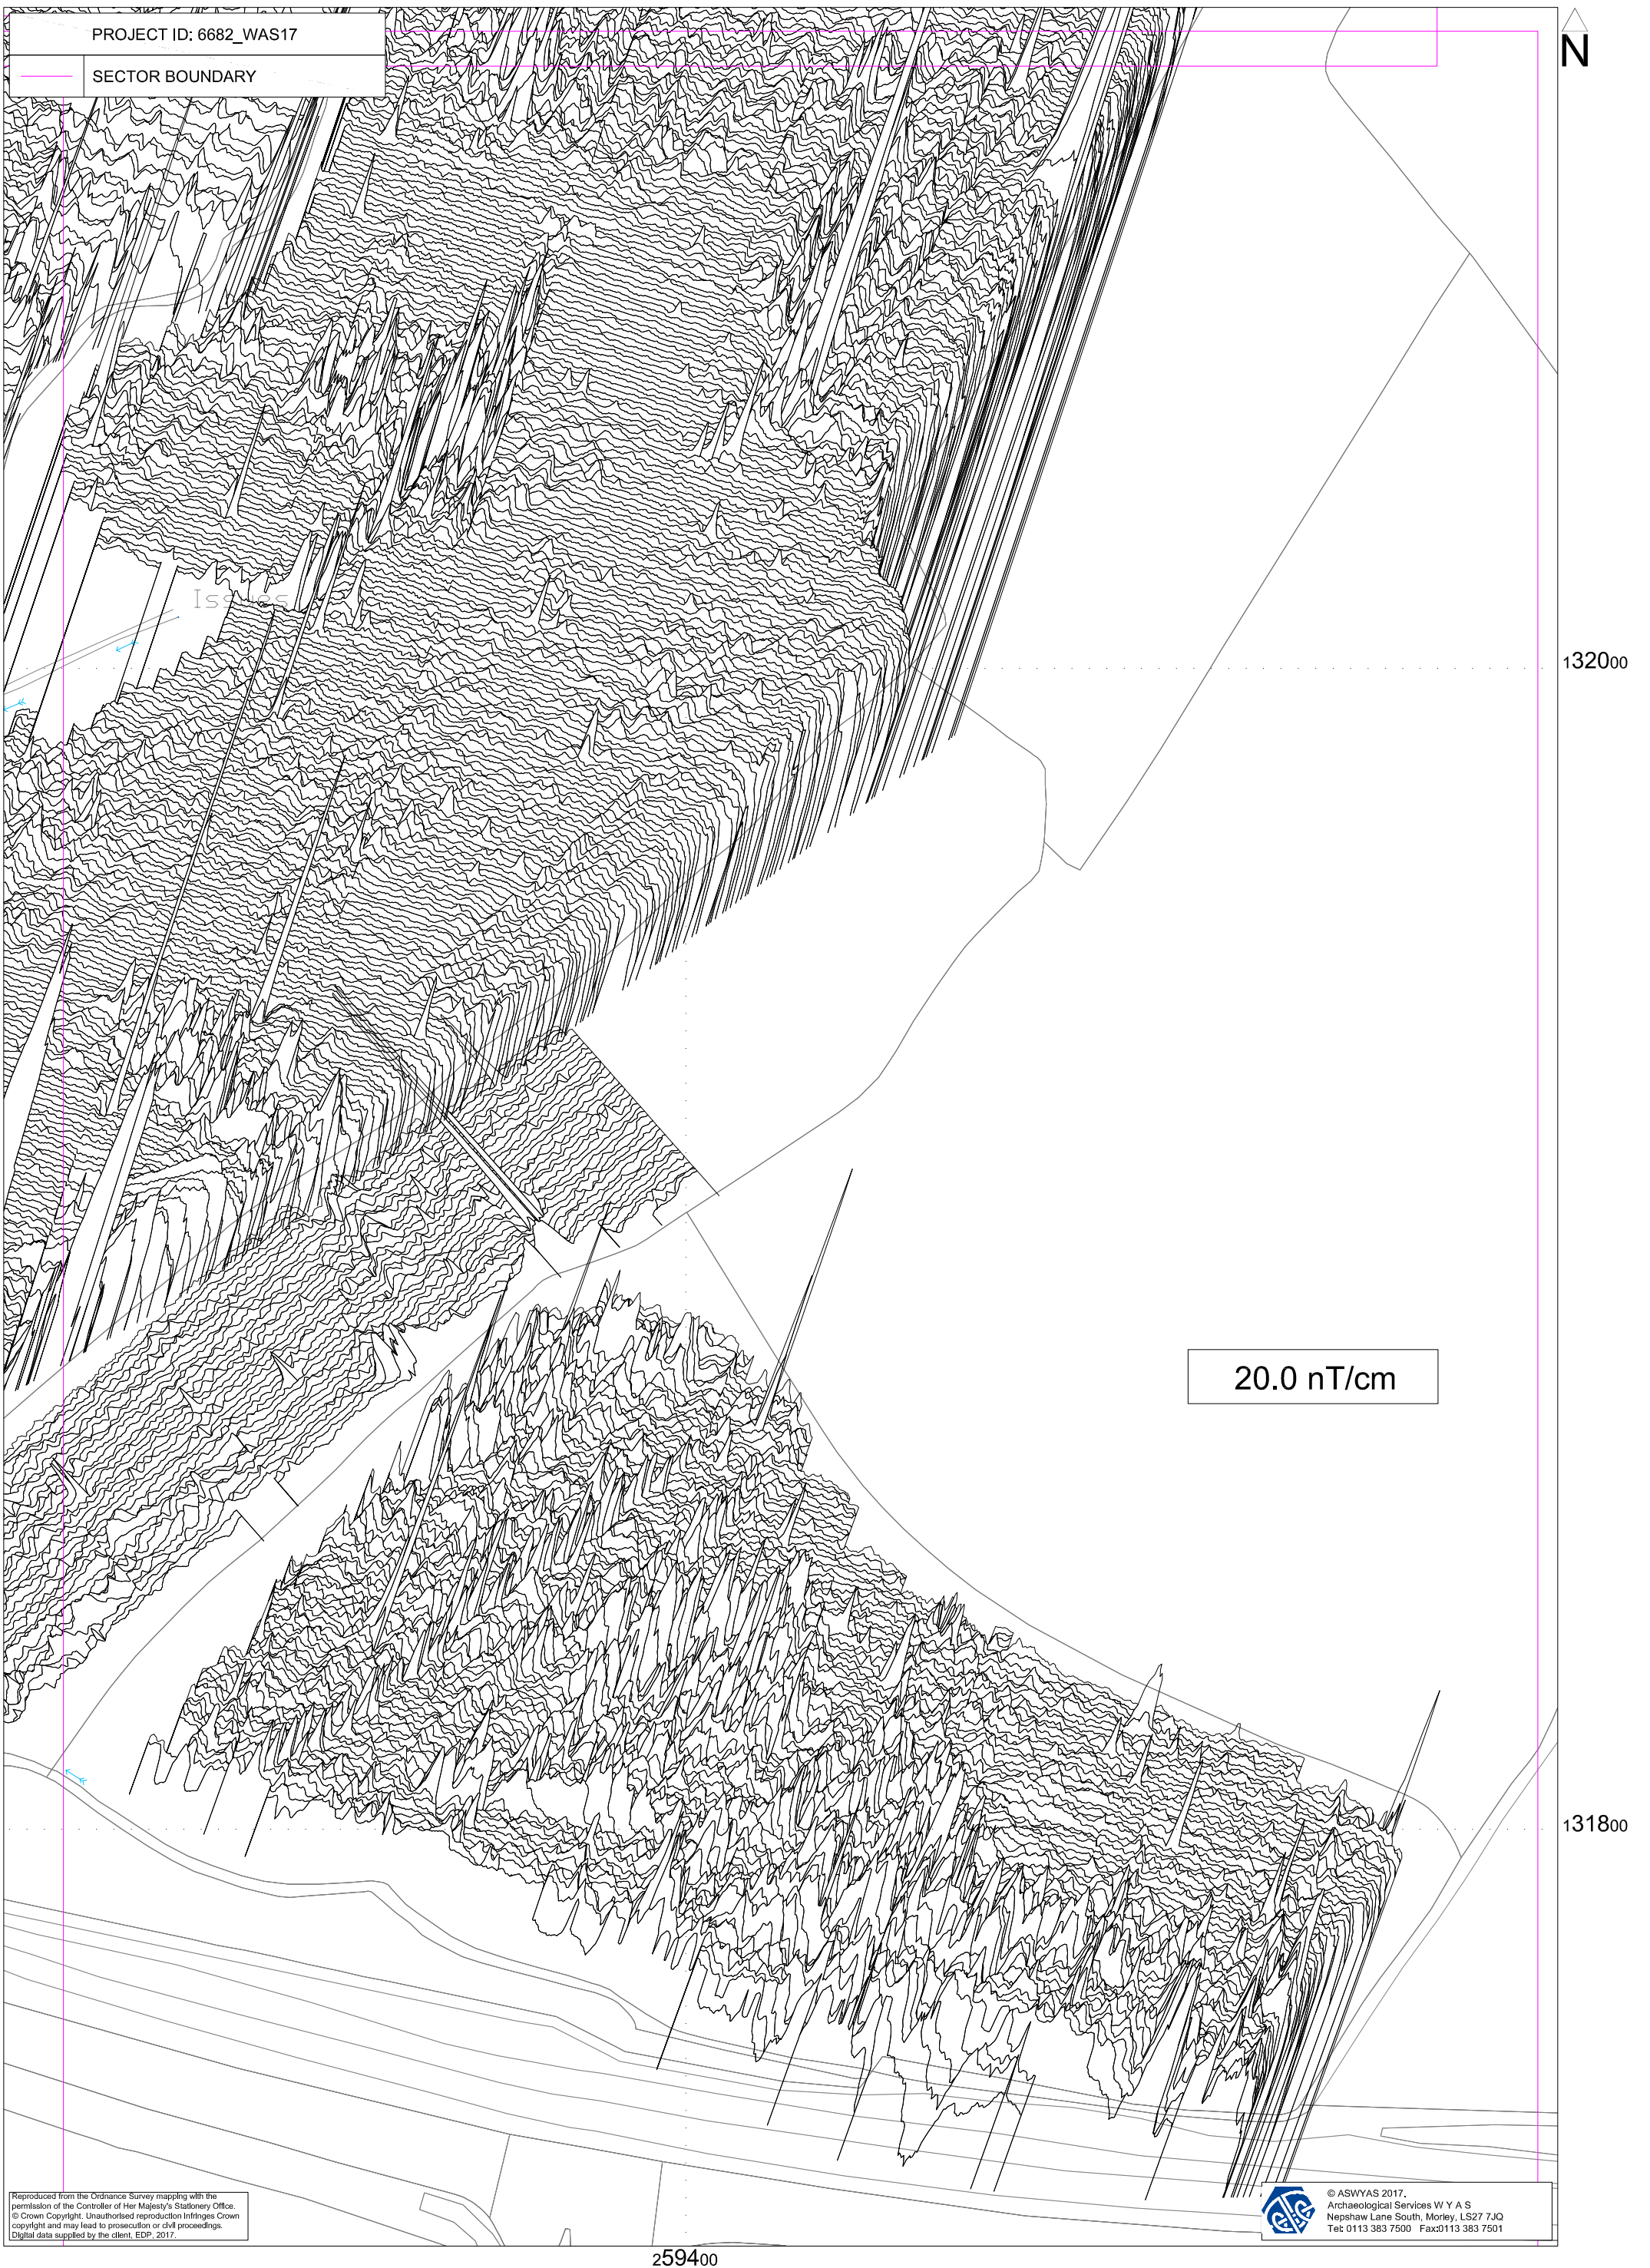 PROJECT ID: 6682_WAS17
SECTOR BOUNDARY
N
Issues
132000
20.0 nT/cm
131800
Reproduced from the Ordnance Survey mapping with the
permission of the Controller of Her Majesty's Stationery Office.
© Crown Copyright. Unauthorised reproduction infringes Crown
copyright and may lead to prosecution or civil proceedings.
Digital data supplied by the client, EDP, 2017.
© ASWYAS 2017.
Archaeological Services W Y A S
Nepshaw Lane South, Morley, LS27 7JQ
Tel: 0113 383 7500 Fax:0113 383 7501
259400